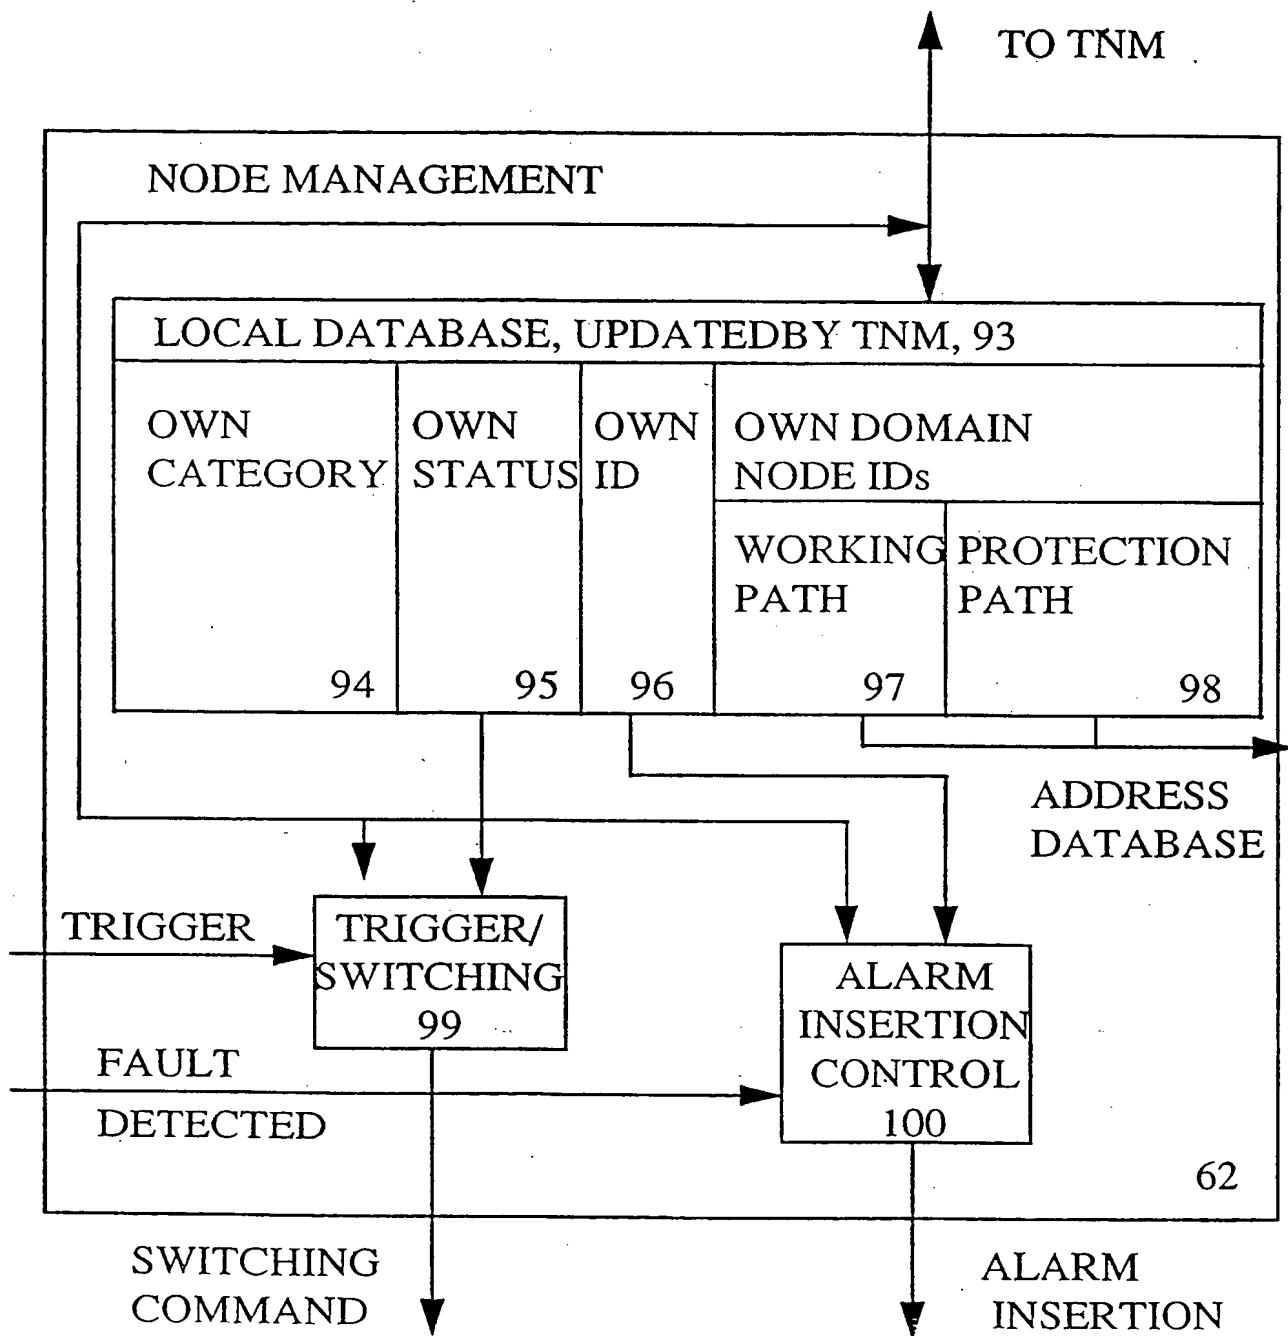 TO TNM
NODE MANAGEMENT
LOCAL DATABASE, UPDATEDBY TNM, 93
OWN
CATEGORY
94
OWN
STATUS
95
OWN
ID
96
OWN DOMAIN
NODE IDs
WORKING
PATH
97
PROTECTION
PATH
98
ADDRESS
DATABASE
TRIGGER
TRIGGER/
SWITCHING
99
ALARM
INSERTION
CONTROL
100
FAULT
DETECTED
62
SWITCHING
COMMAND
ALARM
INSERTION